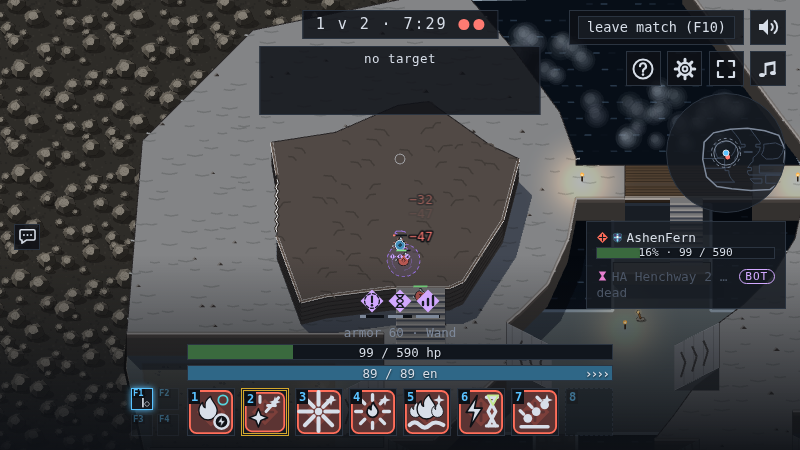 1 v 2 · 7:29
leave match (F10)
no target
-32
-47
AshenFern
16% · 99 / 590
HA Henchway 2 … BOT
dead
armor 60 · Wand
99 / 590 hp
89 / 89 en
››››
F1 F2
F3 F4
1 2 3 4 5 6 7 8